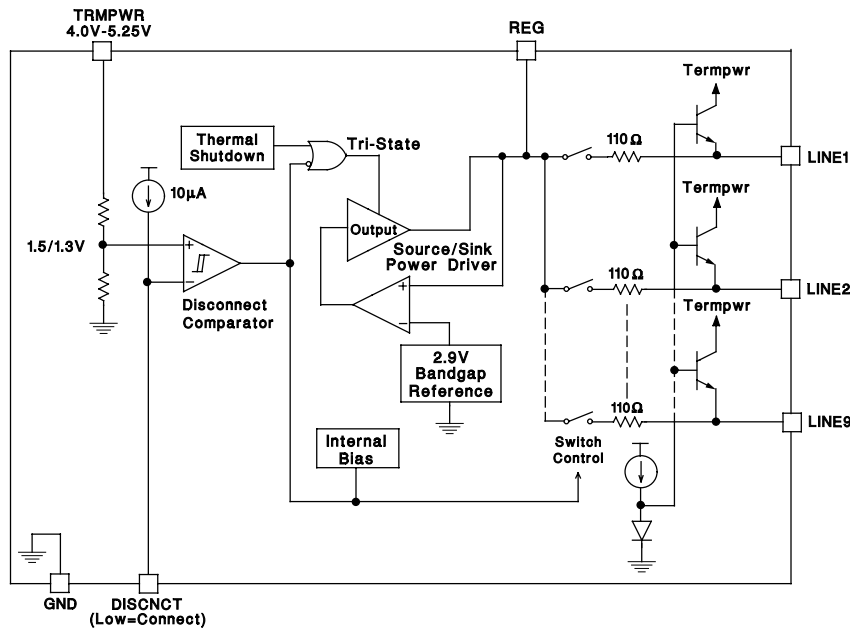 TRMPWR
4.0V-5.25V
REG
Termpwr
Thermal
Shutdown
Tri-State
110Ω
LINE1
10µA
Termpwr
1.5/1.3V
+
−
Output
Source/Sink
Power Driver
110Ω
LINE2
Disconnect
Comparator
+
−
Termpwr
2.9V
Bandgap
Reference
110Ω
LINE9
Internal
Bias
Switch
Control
GND
DISCNCT
(Low=Connect)